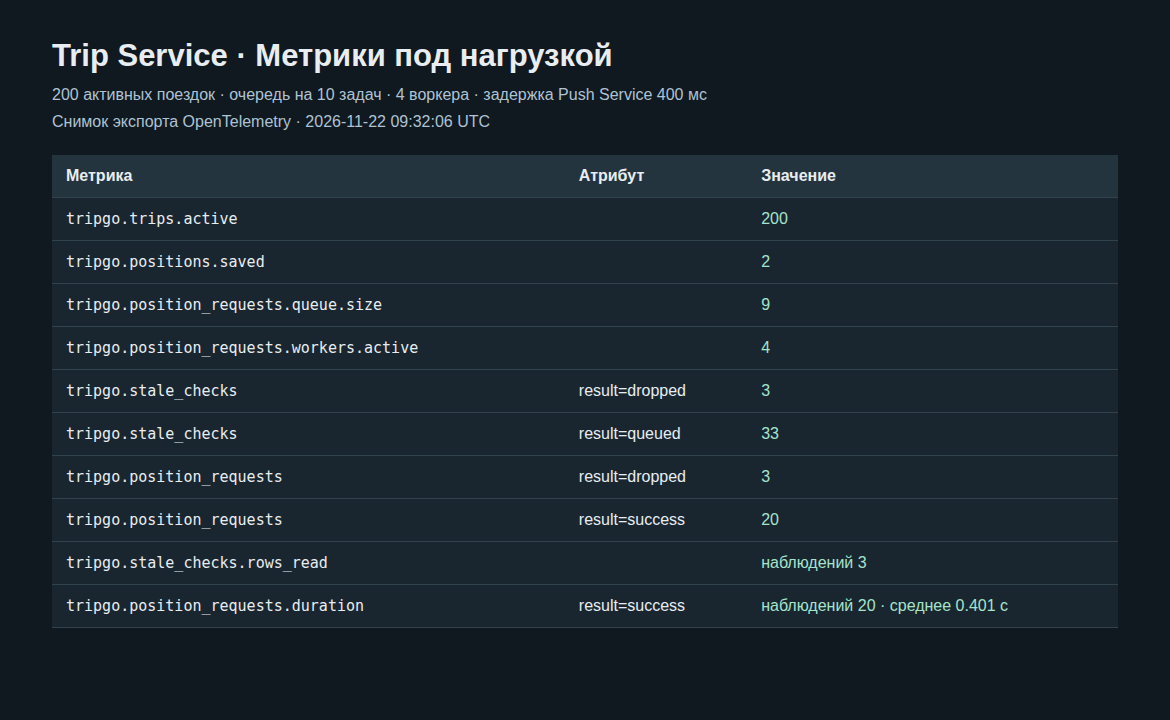 Trip Service · Метрики под нагрузкой
200 активных поездок · очередь на 10 задач · 4 воркера · задержка Push Service 400 мс
Снимок экспорта OpenTelemetry · 2026-11-22 09:32:06 UTC
Метрика Атрибут Значение
tripgo.trips.active 200
tripgo.positions.saved 2
tripgo.position_requests.queue.size 9
tripgo.position_requests.workers.active 4
tripgo.stale_checks result=dropped 3
tripgo.stale_checks result=queued 33
tripgo.position_requests result=dropped 3
tripgo.position_requests result=success 20
tripgo.stale_checks.rows_read наблюдений 3
tripgo.position_requests.duration result=success наблюдений 20 · среднее 0.401 с